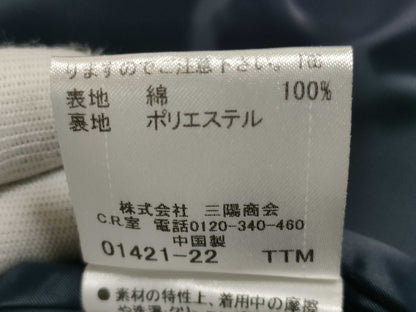 りますのでご注意下さい。
表地 綿 100%
裏地 ポリエステル
株式会社 三陽商会
C.R.室 電話0120-340-460
中国製
01421-22 TTM
●素材の特性上、着用中の摩擦